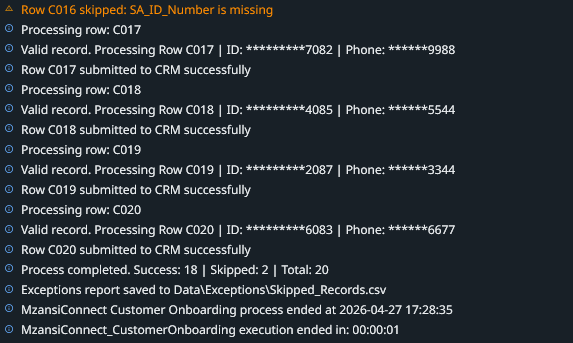 Row C016 skipped: SA_ID_Number is missing
Processing row: C017
Valid record. Processing Row C017 | ID: *********7082 | Phone: ******9988
Row C017 submitted to CRM successfully
Processing row: C018
Valid record. Processing Row C018 | ID: *********4085 | Phone: ******5544
Row C018 submitted to CRM successfully
Processing row: C019
Valid record. Processing Row C019 | ID: *********2087 | Phone: ******3344
Row C019 submitted to CRM successfully
Processing row: C020
Valid record. Processing Row C020 | ID: *********6083 | Phone: ******6677
Row C020 submitted to CRM successfully
Process completed. Success: 18 | Skipped: 2 | Total: 20
Exceptions report saved to Data\Exceptions\Skipped_Records.csv
MzansiConnect Customer Onboarding process ended at 2026-04-27 17:28:35
MzansiConnect_CustomerOnboarding execution ended in: 00:00:01